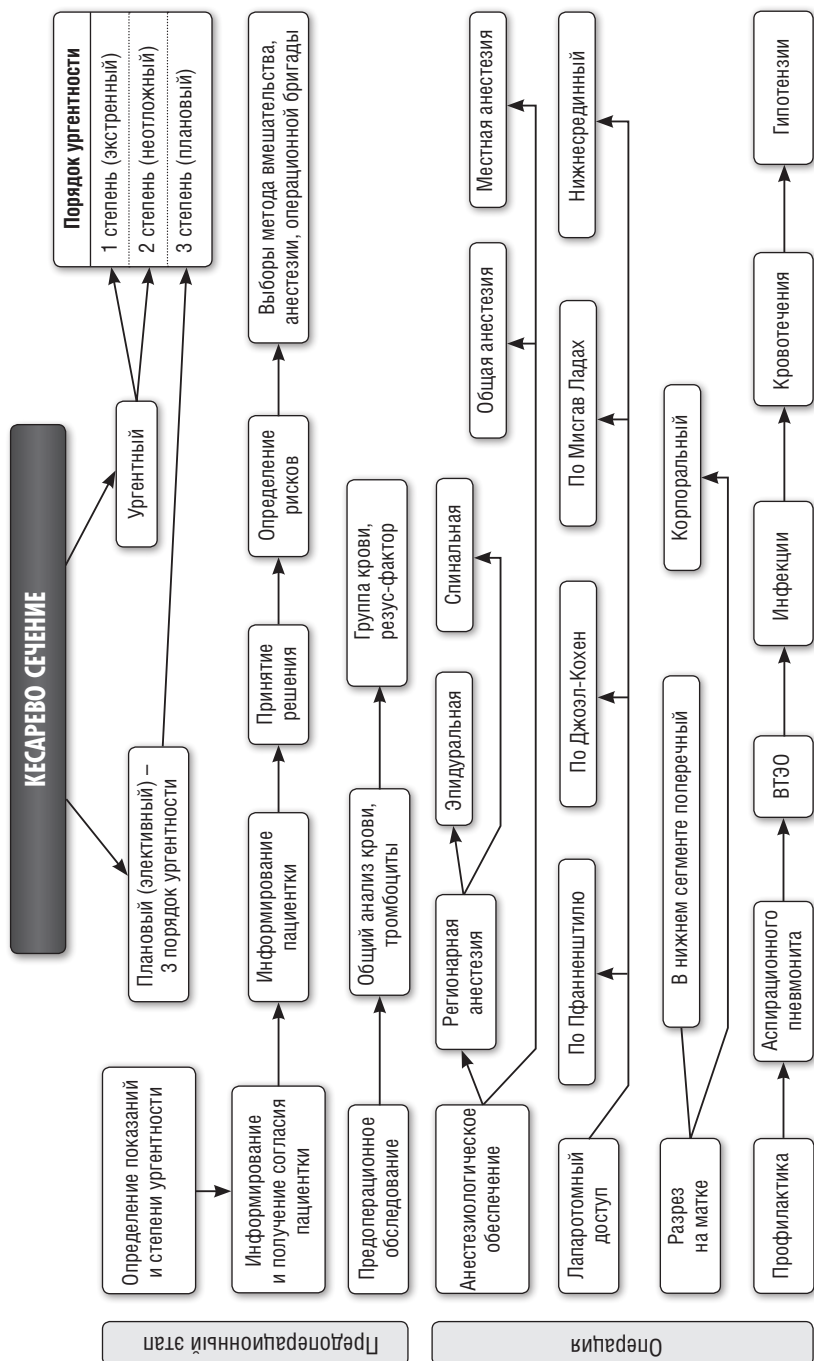 КЕСАРЕВО СЕЧЕНИЕ
Плановый (элективный) –
3 порядок ургентности
Ургентный
Порядок ургентности
1 степень (экстренный)
2 степень (неотложный)
3 степень (плановый)
Предоперационный этап
Определение показаний
и степени ургентности
Информирование
и получение согласия
пациентки
Информирование
пациентки
Принятие
решения
Определение
рисков
Выборы метода вмешательства,
анестезии, операционной бригады
Предоперационное
обследование
Общий анализ крови,
тромбоциты
Группа крови,
резус-фактор
Операция
Анестезиологическое
обеспечение
Регионарная
анестезия
Эпидуральная
Спинальная
Общая анестезия
Местная анестезия
Лапаротомный
доступ
По Пфанненштилю
По Джоэл-Кохен
По Мисгав Ладах
Нижнесрединный
Разрез
на матке
В нижнем сегменте поперечный
Корпоральный
Профилактика
Аспирационного
пневмонита
ВТЭО
Инфекции
Кровотечения
Гипотензии